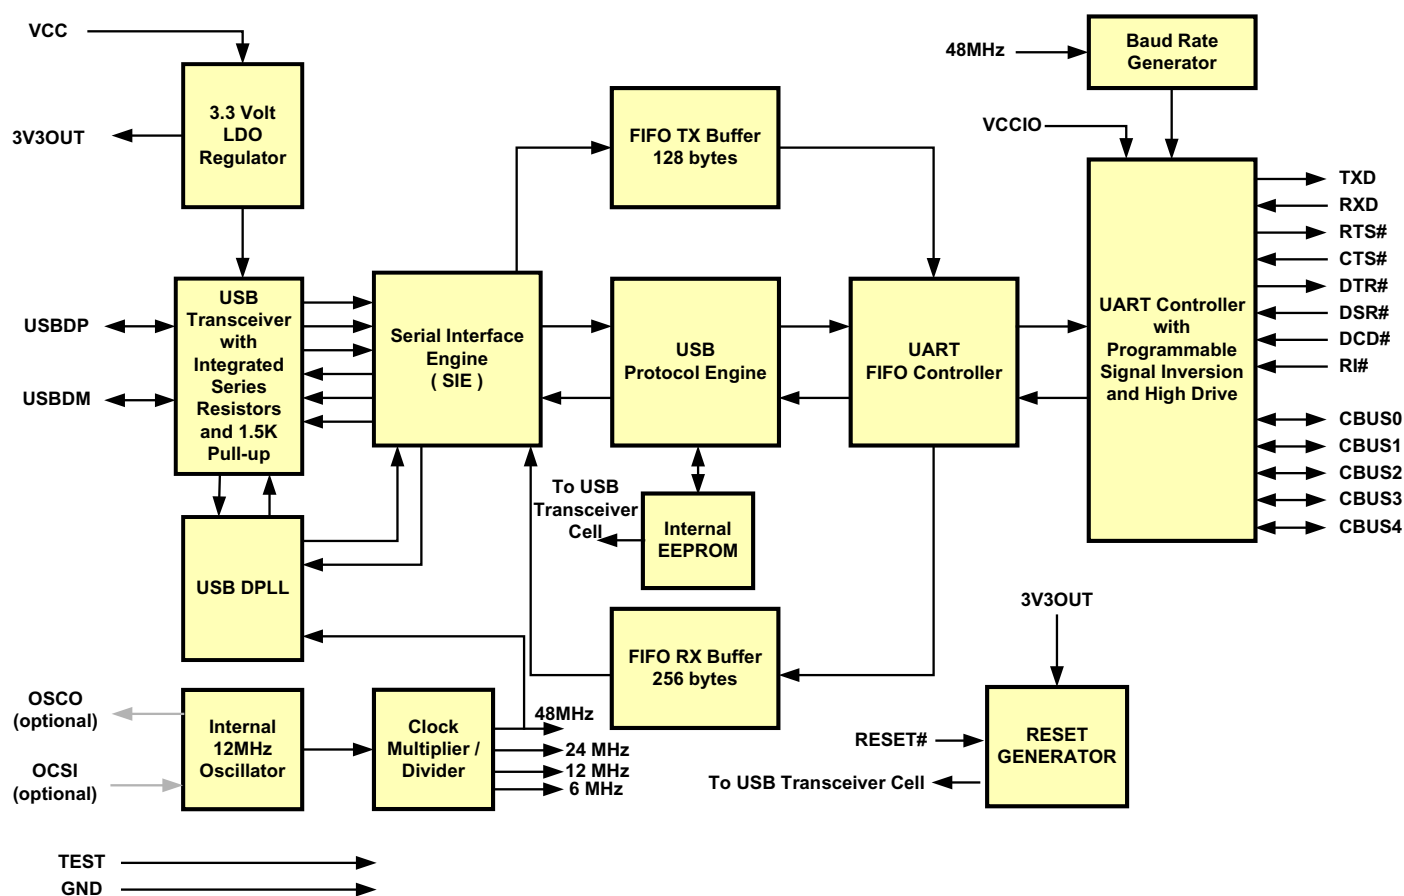 VCC
3.3 Volt
LDO
Regulator
3V3OUT
48MHz
Baud Rate
Generator
VCCIO
FIFO TX Buffer
128 bytes
USBDP
USBDM
USB
Transceiver
with
Integrated
Series
Resistors
and 1.5K
Pull-up
Serial Interface
Engine
( SIE )
USB
Protocol Engine
UART
FIFO Controller
UART Controller
with
Programmable
Signal Inversion
and High Drive
TXD
RXD
RTS#
CTS#
DTR#
DSR#
DCD#
RI#
CBUS0
CBUS1
CBUS2
CBUS3
CBUS4
To USB
Transceiver
Cell
Internal
EEPROM
USB DPLL
FIFO RX Buffer
256 bytes
3V3OUT
RESET#
RESET
GENERATOR
To USB Transceiver Cell
OSCO
(optional)
OCSI
(optional)
Internal
12MHz
Oscillator
Clock
Multiplier /
Divider
48MHz
24 MHz
12 MHz
6 MHz
TEST
GND